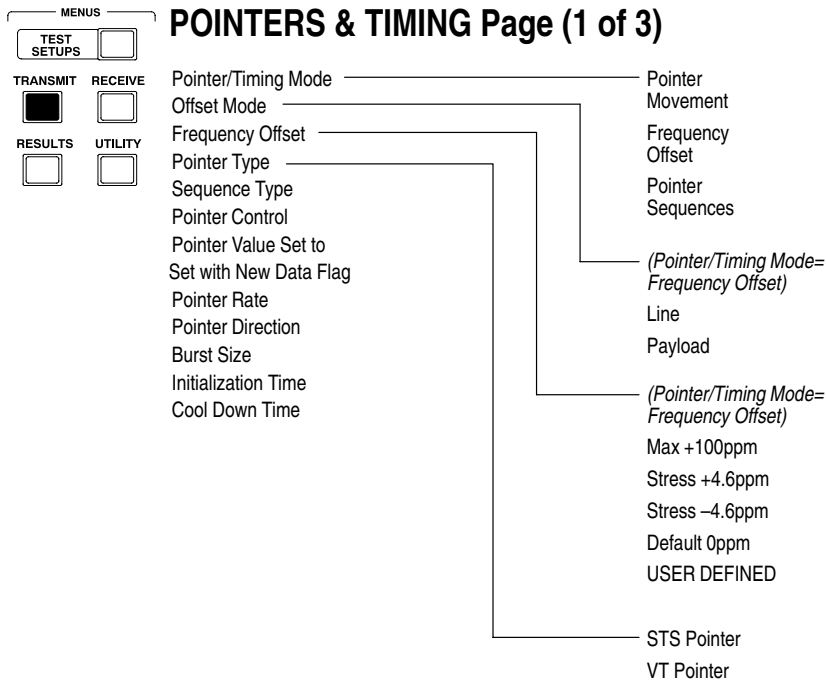 MENUS
TEST
SETUPS
TRANSMIT RECEIVE
RESULTS UTILITY
POINTERS & TIMING Page (1 of 3)
Pointer/Timing Mode
Offset Mode
Frequency Offset
Pointer Type
Sequence Type
Pointer Control
Pointer Value Set to
Set with New Data Flag
Pointer Rate
Pointer Direction
Burst Size
Initialization Time
Cool Down Time
Pointer
Movement
Frequency
Offset
Pointer
Sequences
(Pointer/Timing Mode=
Frequency Offset)
Line
Payload
(Pointer/Timing Mode=
Frequency Offset)
Max +100ppm
Stress +4.6ppm
Stress –4.6ppm
Default 0ppm
USER DEFINED
STS Pointer
VT Pointer